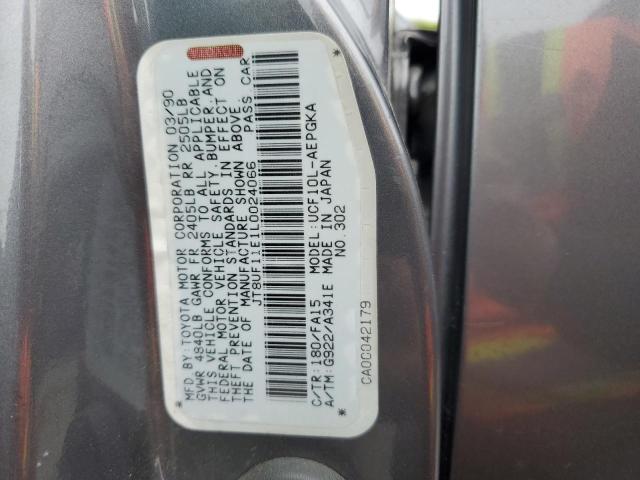 MFD.BY:TOYOTA MOTOR CORPORATION 03/90
GVWR 4840LB GAWR FR 2405LB RR 2505LB
THIS VEHICLE CONFORMS TO ALL APPLICABLE
FEDERAL MOTOR VEHICLE SAFETY,BUMPER,AND
THEFT PREVENTION STANDARDS IN EFFECT ON
THE DATE OF MANUFACTURE SHOWN ABOVE.
JT8UF11E1L0024066 PASS CAR
C/TR:180/FA15 MODEL:UCF10L-AEPGKA
A/TM:G922/A341E MADE IN JAPAN
NO.302
CA00042179